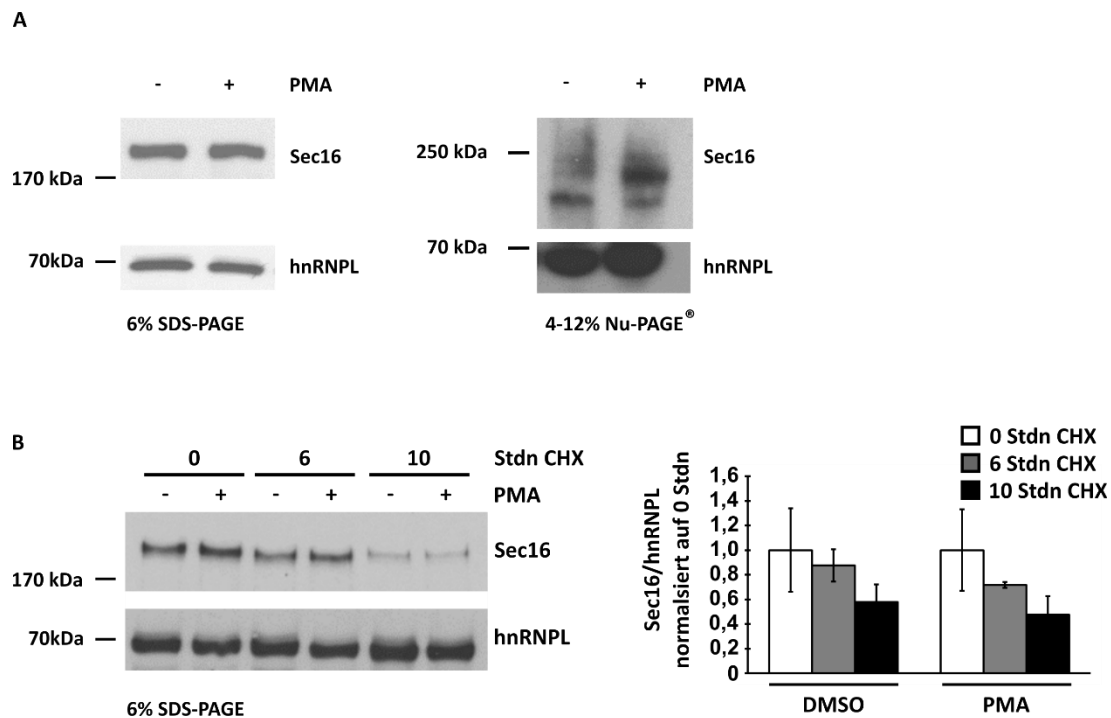 A
- + PMA
Sec16
170 kDa
70kDa
hnRNPL
6% SDS-PAGE
- + PMA
250 kDa
Sec16
70 kDa
hnRNPL
4-12% Nu-PAGE®
B
0 6 10 Stdn CHX
- + - + - + PMA
Sec16
170 kDa
70kDa
hnRNPL
6% SDS-PAGE
0 Stdn CHX
6 Stdn CHX
10 Stdn CHX
Sec16/hnRNPL
normalsiert auf 0 Stdn
1,6
1,4
1,2
1,0
0,8
0,6
0,4
0,2
0
DMSO PMA